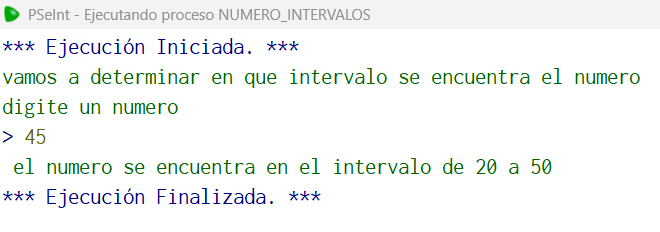 PSeInt - Ejecutando proceso NUMERO_INTERVALOS
*** Ejecución Iniciada. ***
vamos a determinar en que intervalo se encuentra el numero
digite un numero
> 45
 el numero se encuentra en el intervalo de 20 a 50
*** Ejecución Finalizada. ***